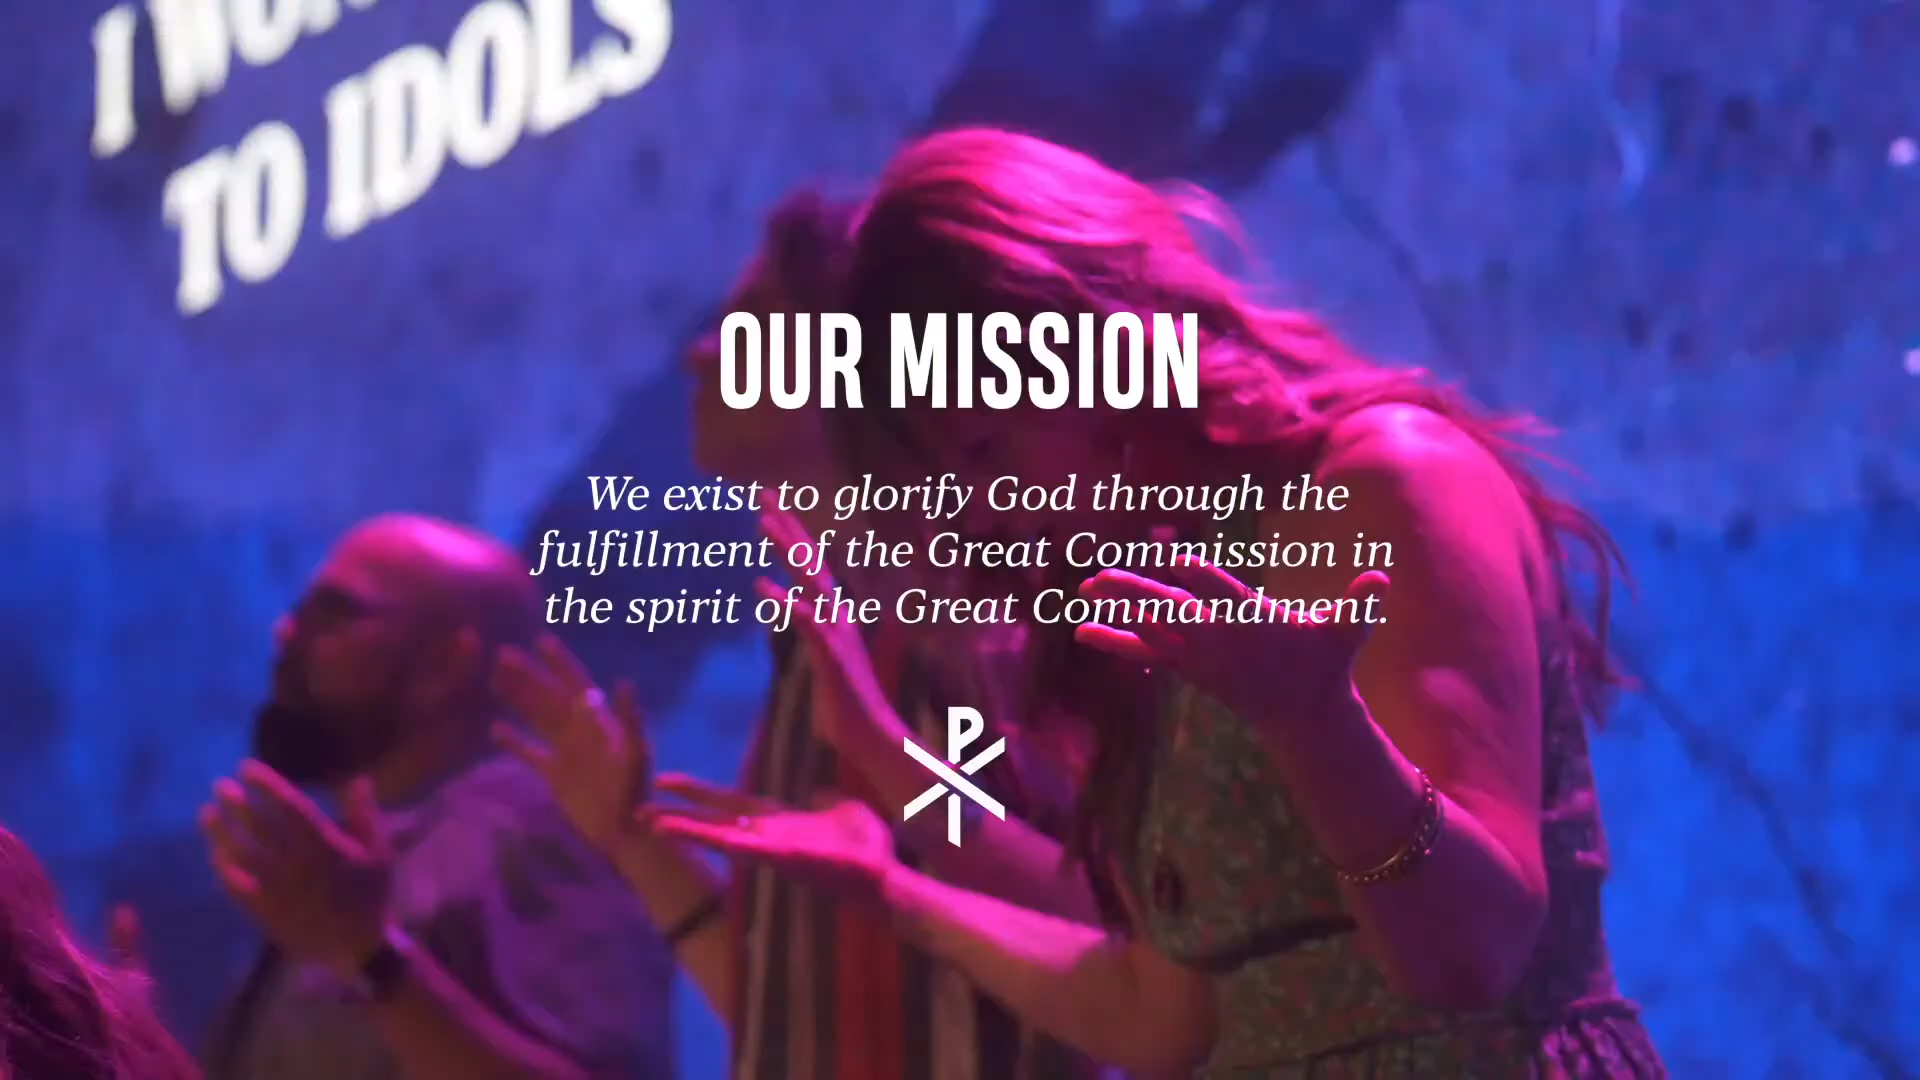 TO IDOLS
OUR MISSION
We exist to glorify God through the
fulfillment of the Great Commission in
the spirit of the Great Commandment.